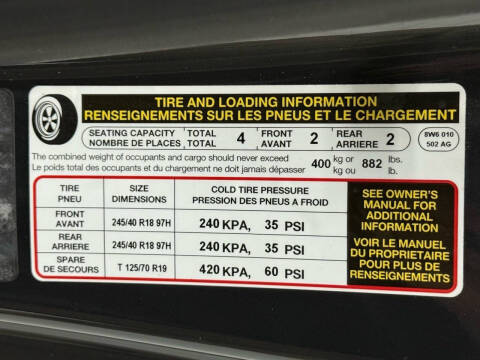 TIRE AND LOADING INFORMATION
RENSEIGNEMENTS SUR LES PNEUS ET LE CHARGEMENT
SEATING CAPACITY TOTAL 4 FRONT 2 REAR 2
NOMBRE DE PLACES TOTAL AVANT ARRIERE
8W6 010
502 AG
The combined weight of occupants and cargo should never exceed 400 kg or 882 lbs.
Le poids total des occupants et du chargement ne doit jamais dépasser kg ou lb.
TIRE SIZE COLD TIRE PRESSURE
PNEU DIMENSIONS PRESSION DES PNEUS A FROID
FRONT
AVANT 245/40 R18 97H 240 KPA, 35 PSI
REAR
ARRIERE 245/40 R18 97H 240 KPA, 35 PSI
SPARE
DE SECOURS T 125/70 R19 420 KPA, 60 PSI
SEE OWNER'S
MANUAL FOR
ADDITIONAL
INFORMATION
VOIR LE MANUEL
DU PROPRIETAIRE
POUR PLUS DE
RENSEIGNEMENTS